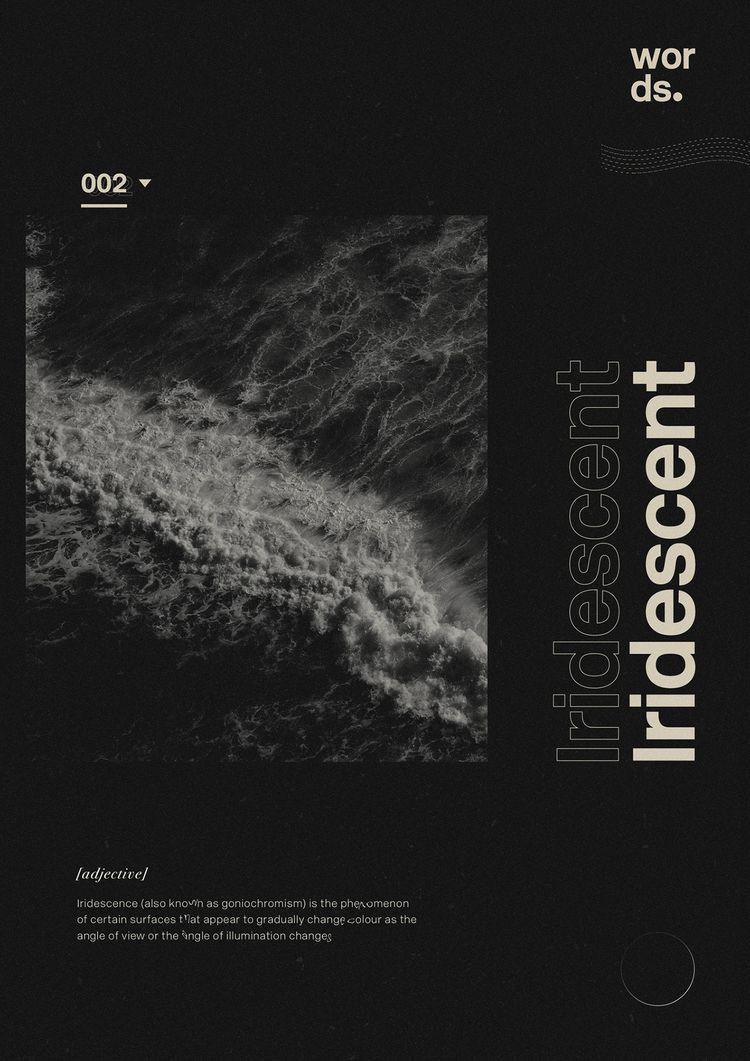 wor
ds.
002
Iridescent
Iridescent
[adjective]
Iridescence (also known as goniochromism) is the phenomenon
of certain surfaces that appear to gradually change colour as the
angle of view or the angle of illumination changes